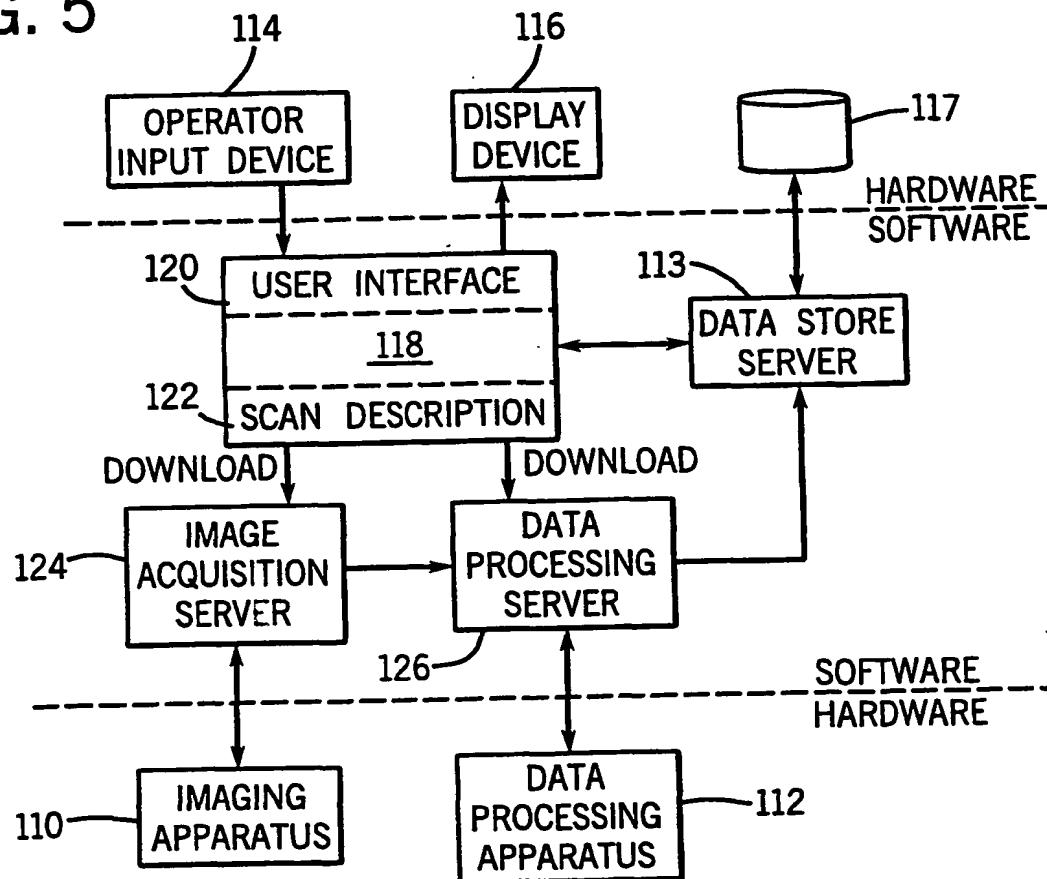 G. 5
114
116
OPERATOR
INPUT DEVICE
DISPLAY
DEVICE
117
HARDWARE
SOFTWARE
120
USER INTERFACE
113
118
DATA STORE
SERVER
122
SCAN DESCRIPTION
DOWNLOAD
DOWNLOAD
124
IMAGE
ACQUISITION
SERVER
DATA
PROCESSING
SERVER
126
SOFTWARE
HARDWARE
110
IMAGING
APPARATUS
DATA
PROCESSING
APPARATUS
112